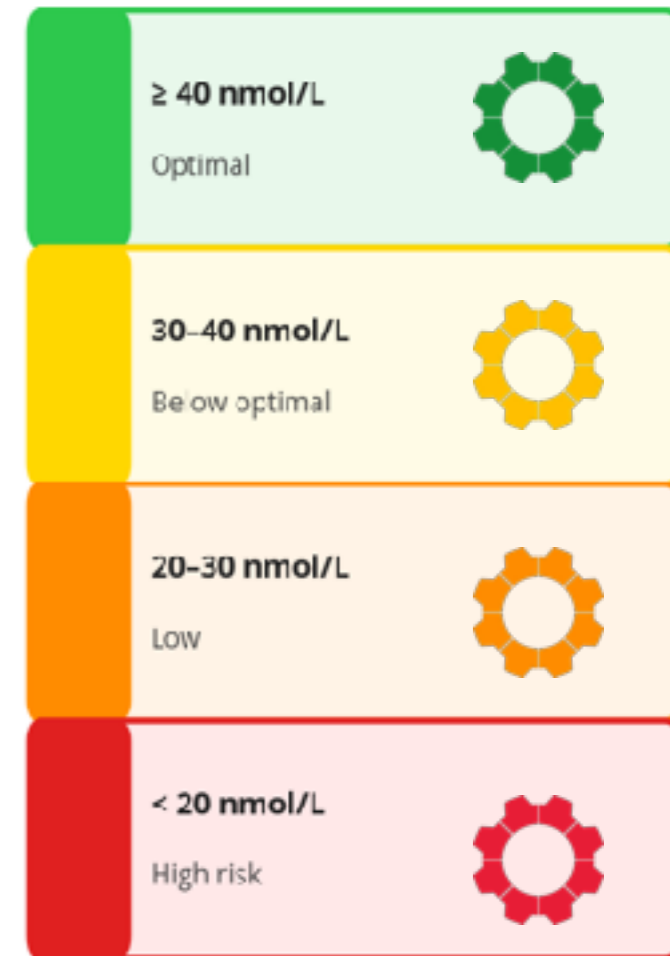 ≥ 40 nmol/L
Optimal
30–40 nmol/L
Below optimal
20–30 nmol/L
Low
< 20 nmol/L
High risk